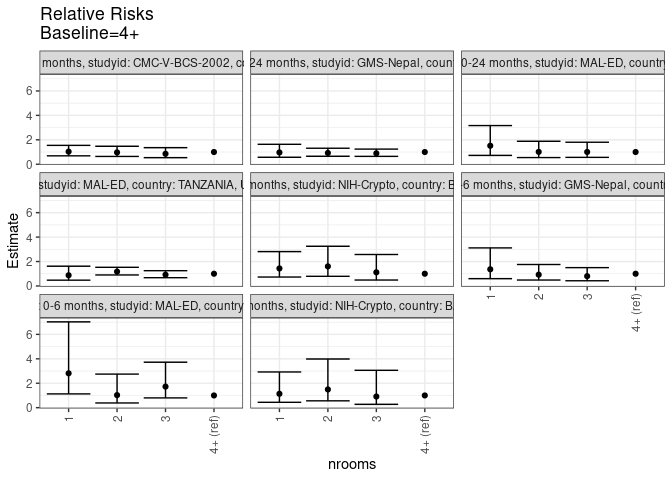 Relative Risks
Baseline=4+
months, studyid: CMC-V-BCS-2002, c
24 months, studyid: GMS-Nepal, coun
0-24 months, studyid: MAL-ED, country
6
4
2
0
studyid: MAL-ED, country: TANZANIA,
months, studyid: NIH-Crypto, country: B
-6 months, studyid: GMS-Nepal, count
6
4
2
0
Estimate
1
2
3
4+ (ref)
0-6 months, studyid: MAL-ED, country
months, studyid: NIH-Crypto, country: B
6
4
2
0
1
2
3
4+ (ref)
1
2
3
4+ (ref)
nrooms